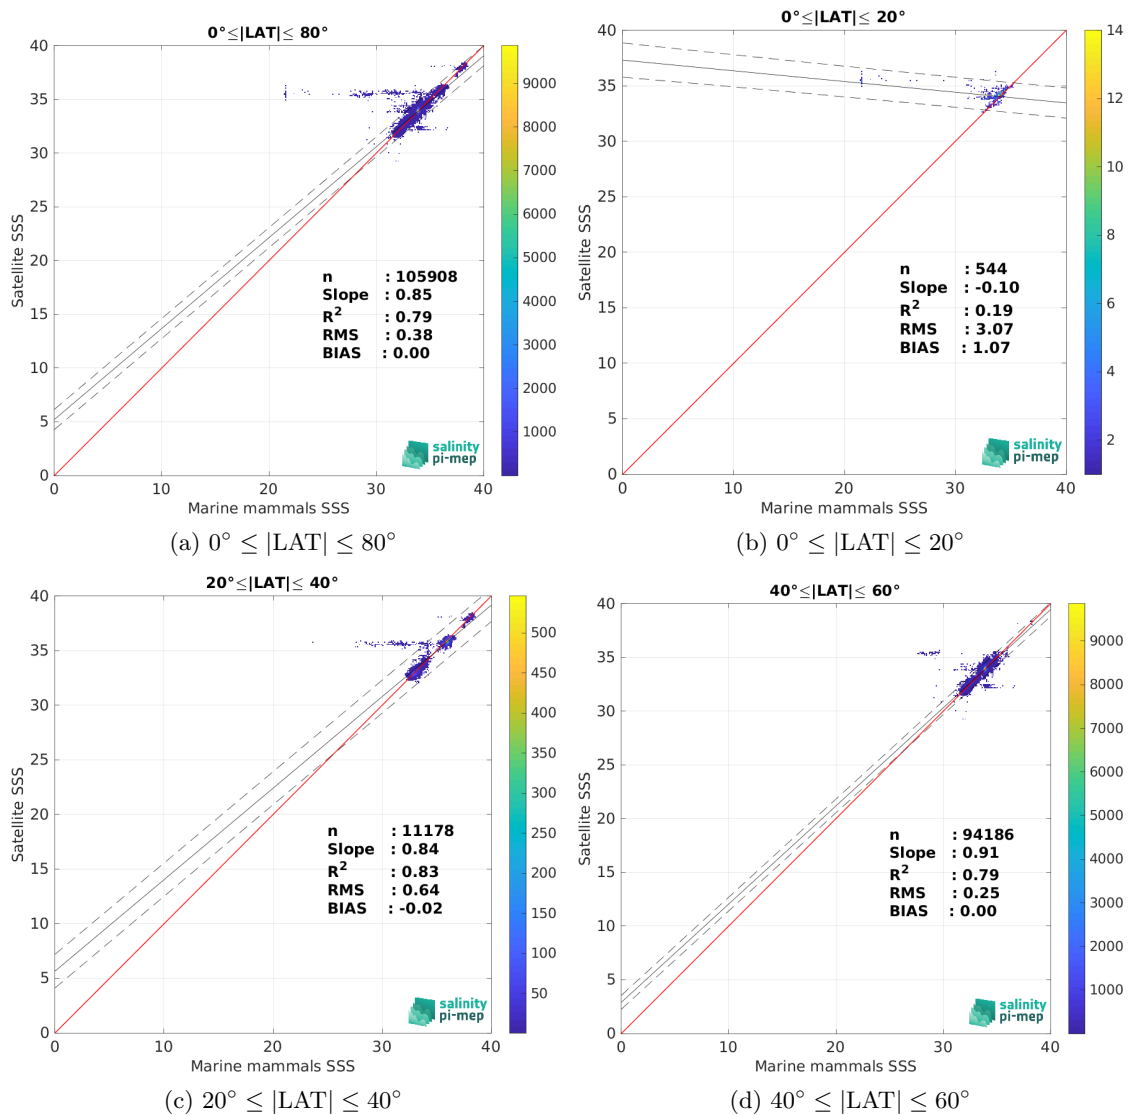 0°≤|LAT|≤ 80°
40
35
30
25
20
15
10
5
0
Satellite SSS
n : 105908
Slope : 0.85
R² : 0.79
RMS : 0.38
BIAS : 0.00
salinity
pi-mep
0 10 20 30 40
Marine mammals SSS
9000
8000
7000
6000
5000
4000
3000
2000
1000
(a) 0° ≤ |LAT| ≤ 80°
0°≤|LAT|≤ 20°
40
35
30
25
20
15
10
5
0
Satellite SSS
n : 544
Slope : -0.10
R² : 0.19
RMS : 3.07
BIAS : 1.07
salinity
pi-mep
0 10 20 30 40
Marine mammals SSS
14
12
10
8
6
4
2
(b) 0° ≤ |LAT| ≤ 20°
20°≤|LAT|≤ 40°
40
35
30
25
20
15
10
5
0
Satellite SSS
n : 11178
Slope : 0.84
R² : 0.83
RMS : 0.64
BIAS : -0.02
salinity
pi-mep
0 10 20 30 40
Marine mammals SSS
500
450
400
350
300
250
200
150
100
50
(c) 20° ≤ |LAT| ≤ 40°
40°≤|LAT|≤ 60°
40
35
30
25
20
15
10
5
0
Satellite SSS
n : 94186
Slope : 0.91
R² : 0.79
RMS : 0.25
BIAS : 0.00
salinity
pi-mep
0 10 20 30 40
Marine mammals SSS
9000
8000
7000
6000
5000
4000
3000
2000
1000
(d) 40° ≤ |LAT| ≤ 60°